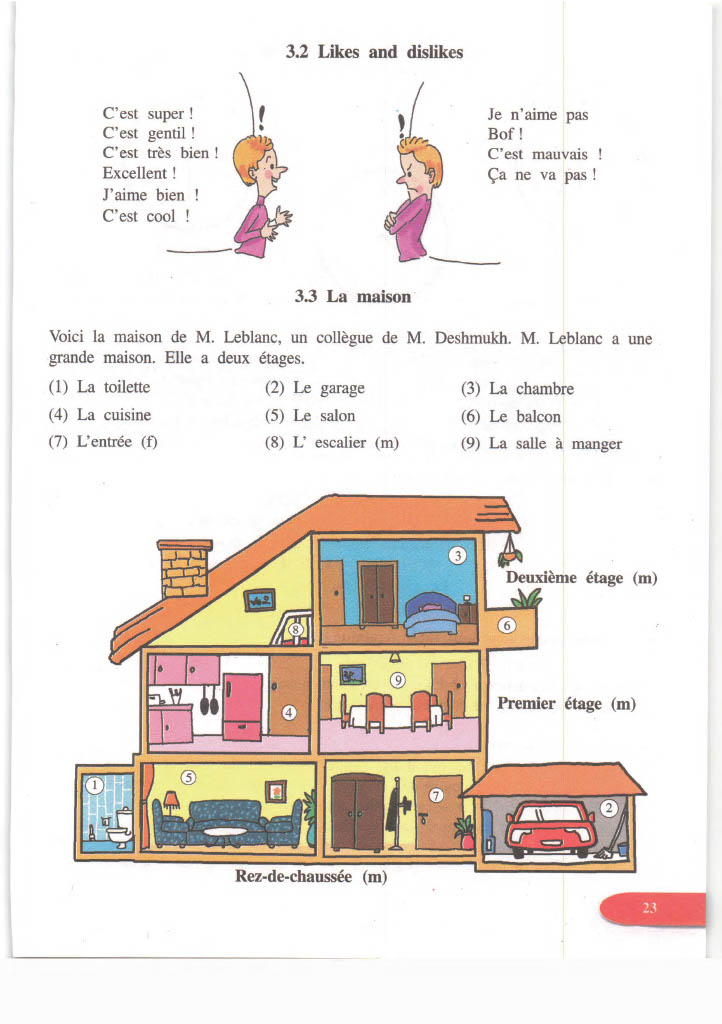 3.2 Likes and dislikes
C'est super !
C'est gentil !
C'est très bien !
Excellent !
J'aime bien !
C'est cool !
!
!
Je n'aime pas
Bof !
C'est mauvais !
Ça ne va pas !
3.3 La maison
Voici la maison de M. Leblanc, un collègue de M. Deshmukh. M. Leblanc a une
grande maison. Elle a deux étages.
(1) La toilette (2) Le garage (3) La chambre
(4) La cuisine (5) Le salon (6) Le balcon
(7) L'entrée (f) (8) L' escalier (m) (9) La salle à manger
3
Deuxième étage (m)
8
6
9
4
Premier étage (m)
1
5
7
2
Rez-de-chaussée (m)
23